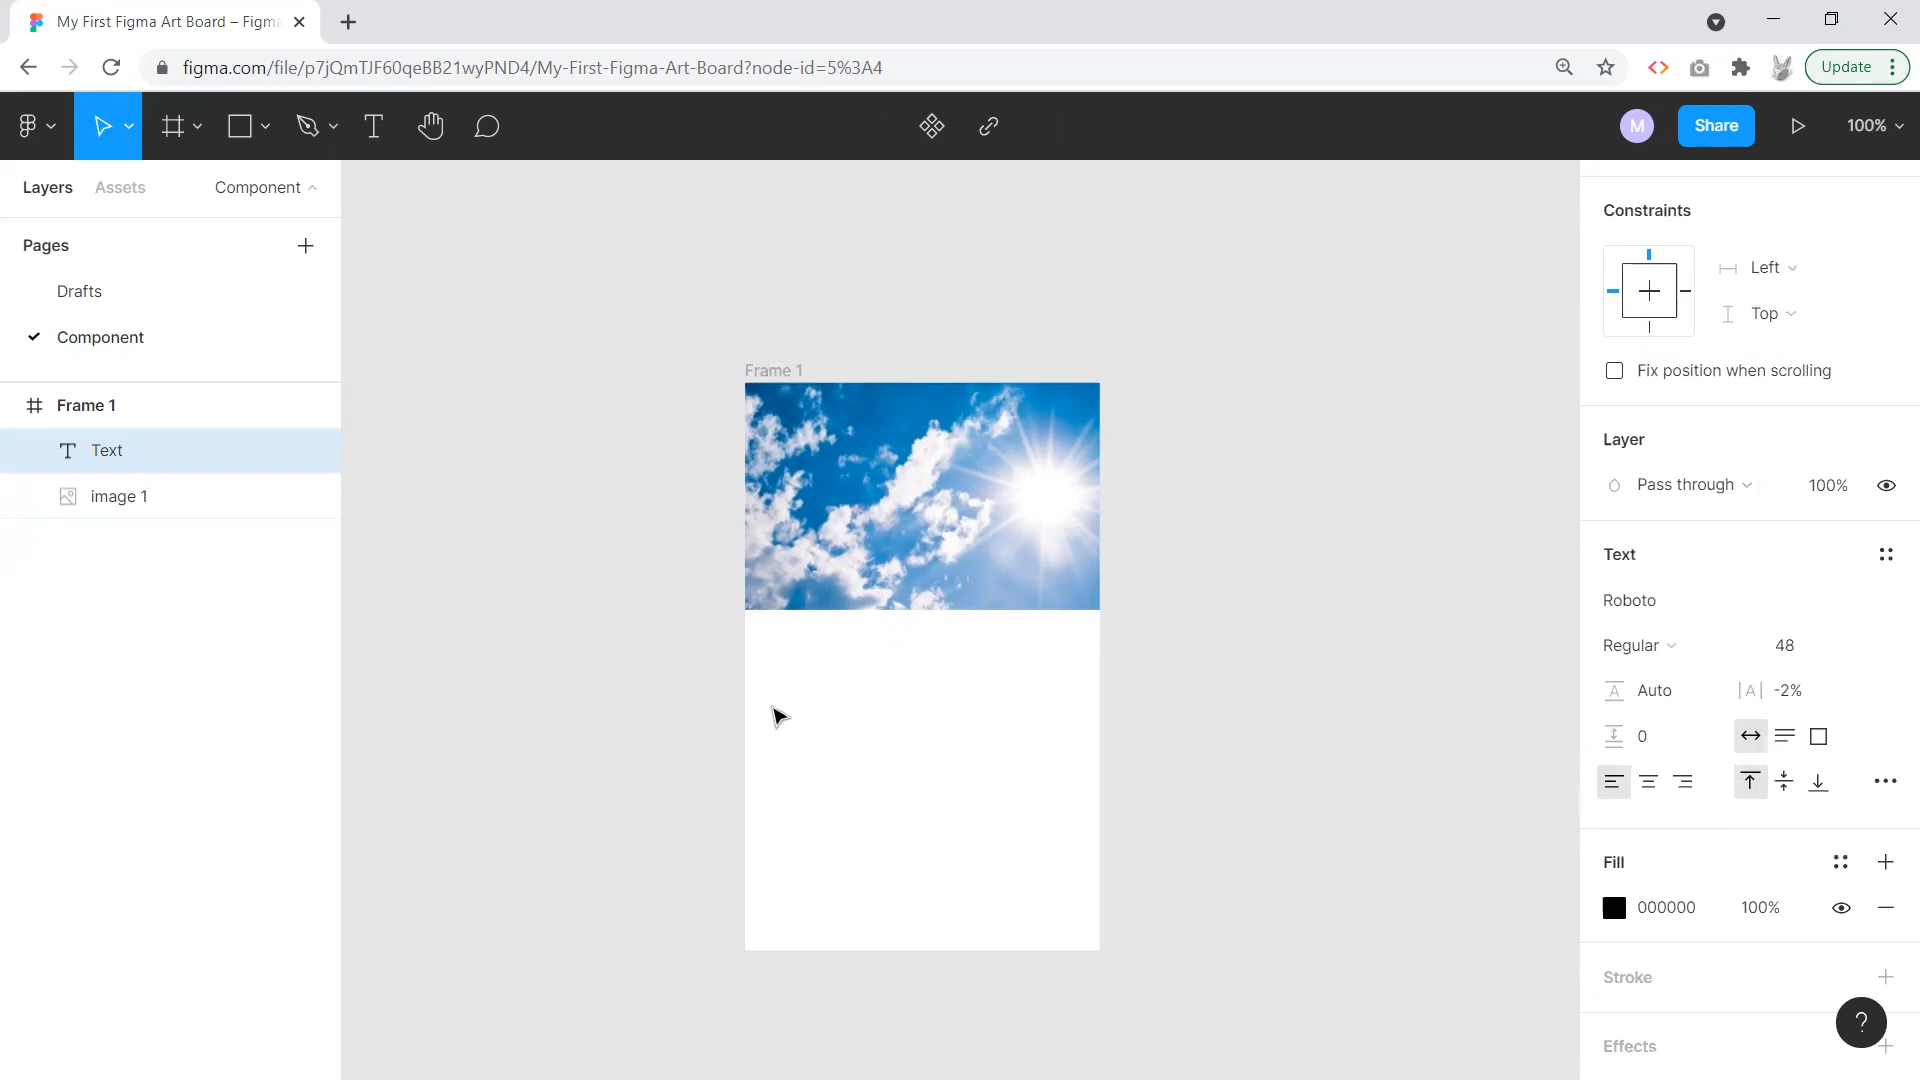 My First Figma Art Board – Figma
figma.com/file/p7jQmTJF60qeBB21wyPND4/My-First-Figma-Art-Board?node-id=5%3A4
Update
M
Share
100%
Layers
Assets
Component
Pages
Drafts
Component
Frame 1
Text
image 1
Frame 1
Constraints
Left
Top
Fix position when scrolling
Layer
Pass through
100%
Text
Roboto
Regular
48
Auto
|A|
-2%
0
Fill
000000
100%
Stroke
Effects
?